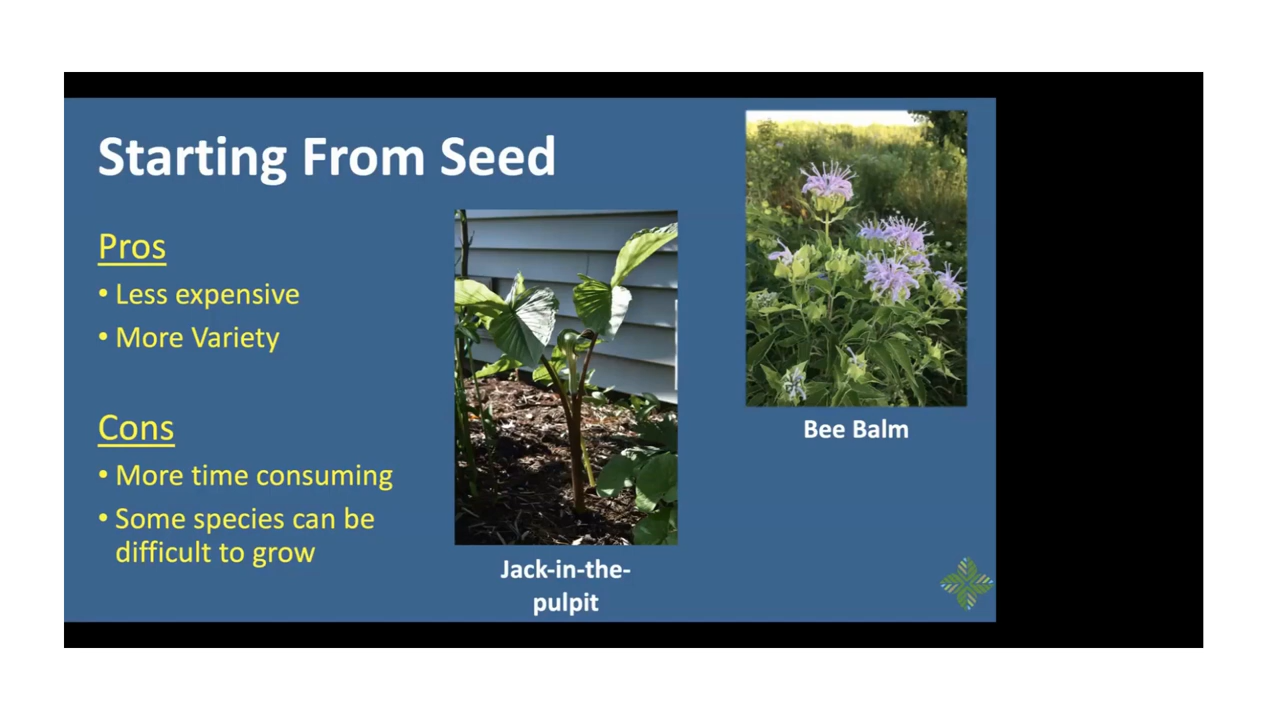 Starting From Seed
Pros
• Less expensive
• More Variety
Cons
• More time consuming
• Some species can be
difficult to grow
Jack-in-the-
pulpit
Bee Balm